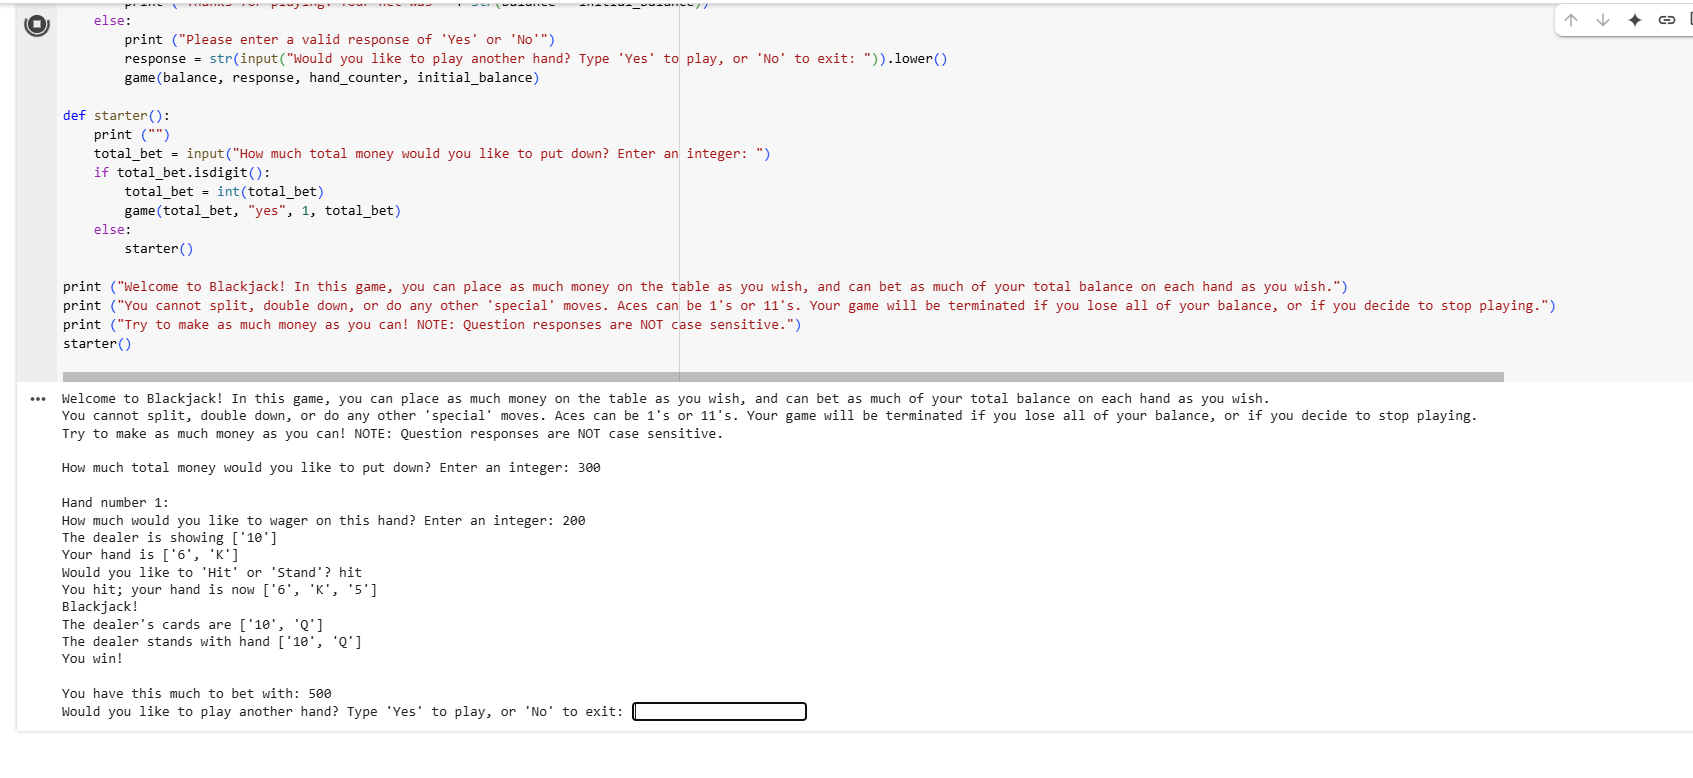 print ("Thanks for playing! Your net was " + str(balance - initial_balance))
else:
print ("Please enter a valid response of 'Yes' or 'No'")
response = str(input("Would you like to play another hand? Type 'Yes' to play, or 'No' to exit: ")).lower()
game(balance, response, hand_counter, initial_balance)
def starter():
print ("")
total_bet = input("How much total money would you like to put down? Enter an integer: ")
if total_bet.isdigit():
total_bet = int(total_bet)
game(total_bet, "yes", 1, total_bet)
else:
starter()
print ("Welcome to Blackjack! In this game, you can place as much money on the table as you wish, and can bet as much of your total balance on each hand as you wish.")
print ("You cannot split, double down, or do any other 'special' moves. Aces can be 1's or 11's. Your game will be terminated if you lose all of your balance, or if you decide to stop playing.")
print ("Try to make as much money as you can! NOTE: Question responses are NOT case sensitive.")
starter()
Welcome to Blackjack! In this game, you can place as much money on the table as you wish, and can bet as much of your total balance on each hand as you wish.
You cannot split, double down, or do any other 'special' moves. Aces can be 1's or 11's. Your game will be terminated if you lose all of your balance, or if you decide to stop playing.
Try to make as much money as you can! NOTE: Question responses are NOT case sensitive.
How much total money would you like to put down? Enter an integer: 300
Hand number 1:
How much would you like to wager on this hand? Enter an integer: 200
The dealer is showing ['10']
Your hand is ['6', 'K']
Would you like to 'Hit' or 'Stand'? hit
You hit; your hand is now ['6', 'K', '5']
Blackjack!
The dealer's cards are ['10', 'Q']
The dealer stands with hand ['10', 'Q']
You win!
You have this much to bet with: 500
Would you like to play another hand? Type 'Yes' to play, or 'No' to exit: